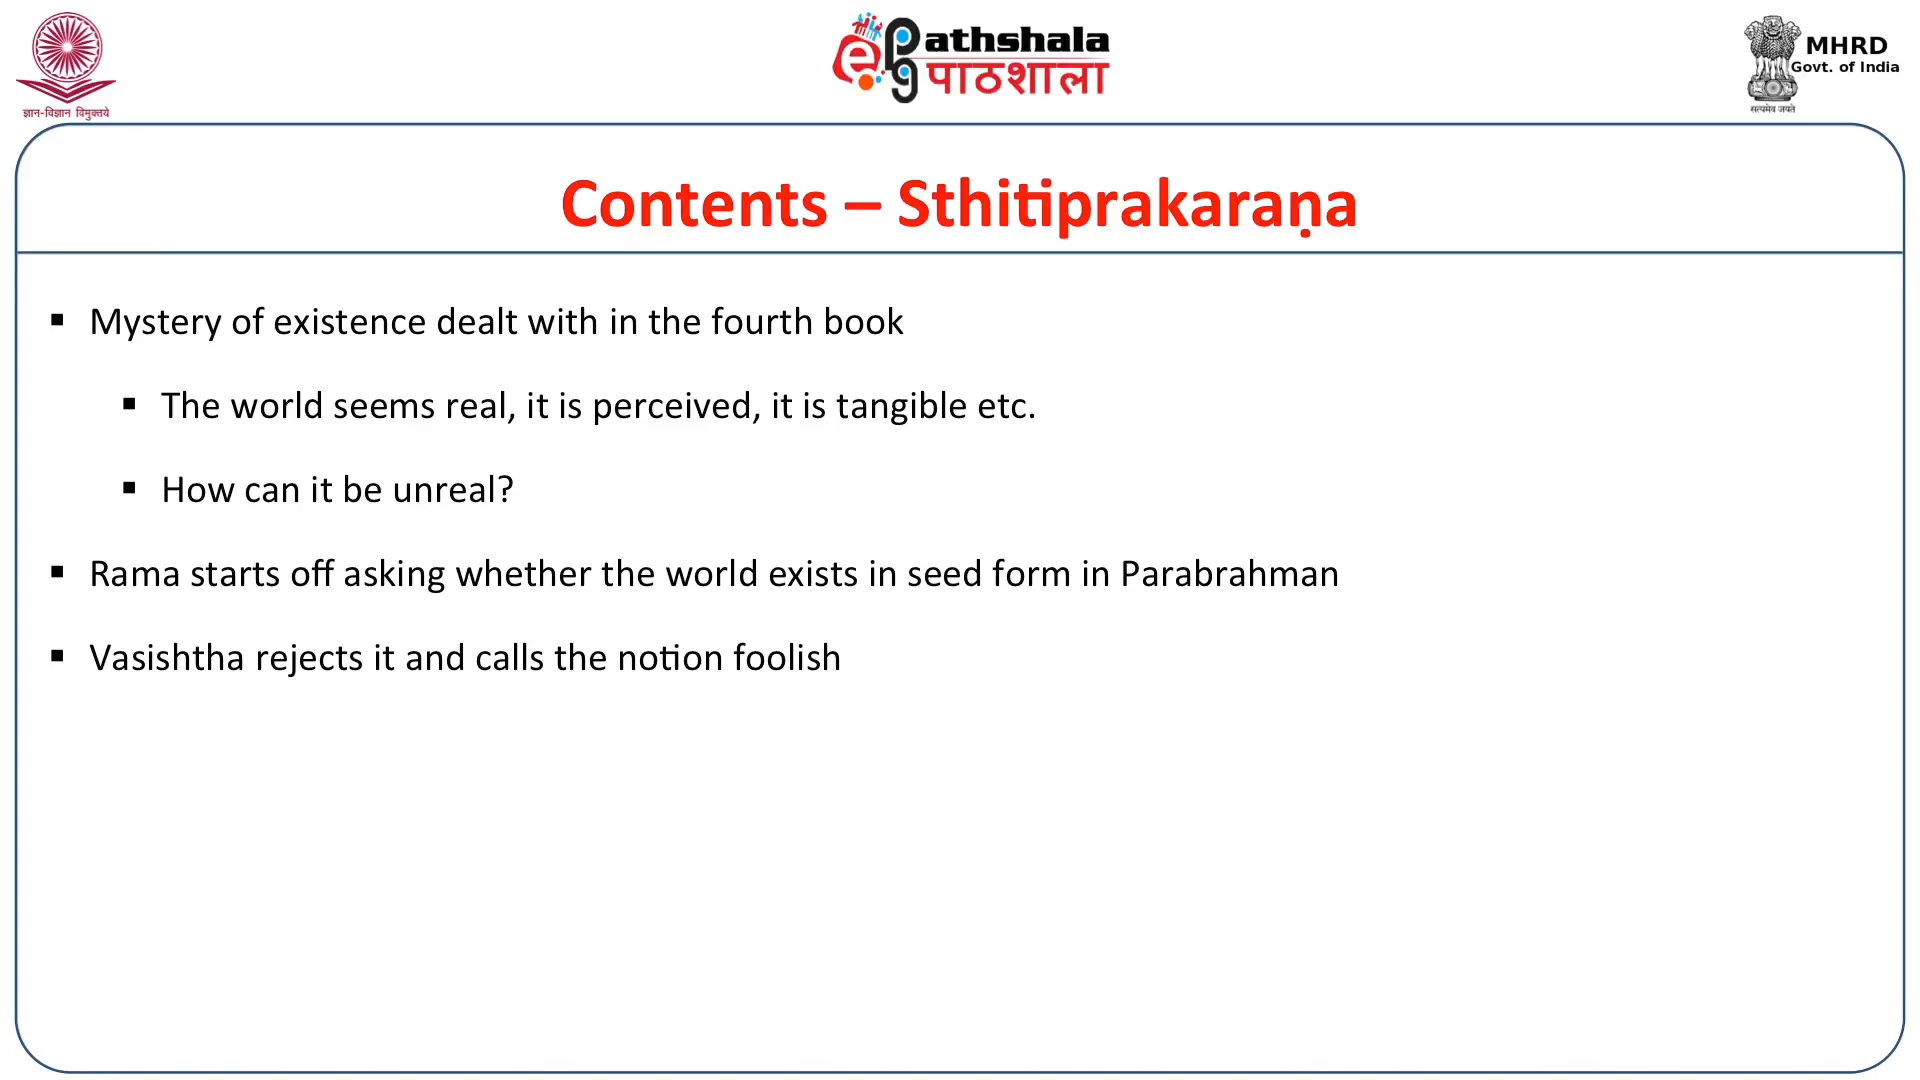 ज्ञान-विज्ञान विमुक्तये
e Pg athshala
पाठशाला
MHRD
Govt. of India
सत्यमेव जयते
Contents – Sthitiprakaraṇa
▪ Mystery of existence dealt with in the fourth book
▪ The world seems real, it is perceived, it is tangible etc.
▪ How can it be unreal?
▪ Rama starts off asking whether the world exists in seed form in Parabrahman
▪ Vasishtha rejects it and calls the notion foolish